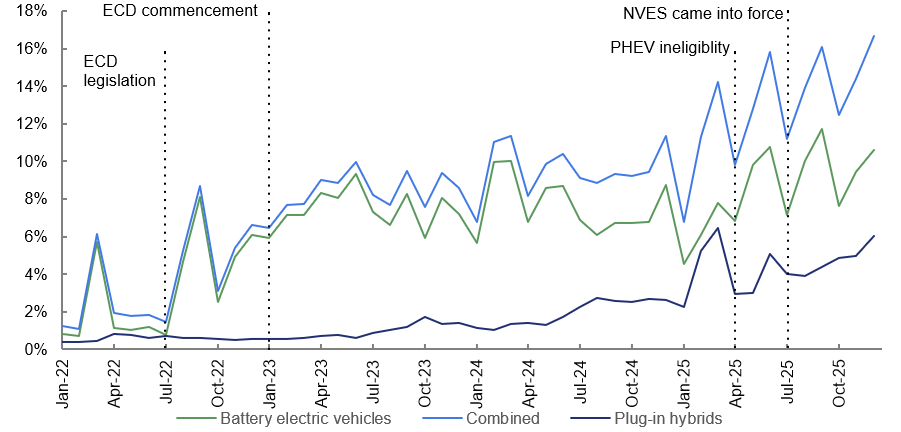 18%
16%
14%
12%
10%
8%
6%
4%
2%
0%
ECD commencement
ECD
legislation
NVES came into force
PHEV ineligiblity
Jan-22
Apr-22
Jul-22
Oct-22
Jan-23
Apr-23
Jul-23
Oct-23
Jan-24
Apr-24
Jul-24
Oct-24
Jan-25
Apr-25
Jul-25
Oct-25
Battery electric vehicles
Combined
Plug-in hybrids